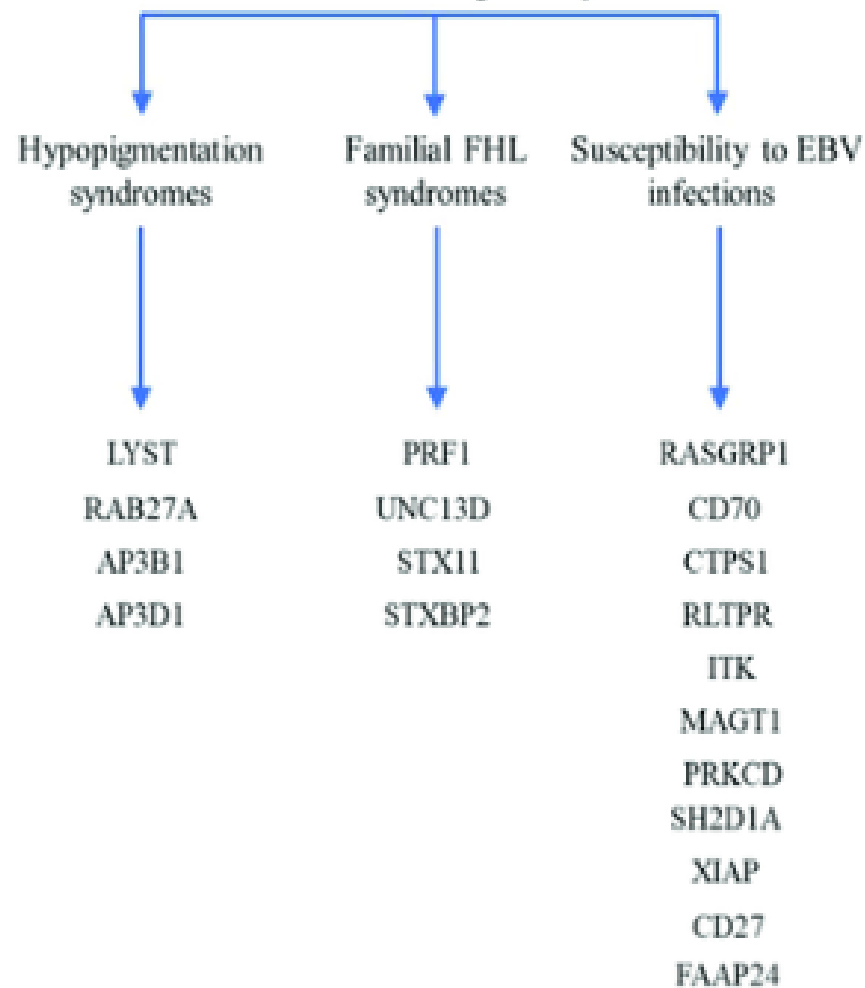 Hypopigmentation
syndromes
Familial FHL
syndromes
Susceptibility to EBV
infections
LYST
RAB27A
AP3B1
AP3D1
PRF1
UNC13D
STX11
STXBP2
RASGRP1
CD70
CTPS1
RLTPR
ITK
MAGT1
PRKCD
SH2D1A
XIAP
CD27
FAAP24